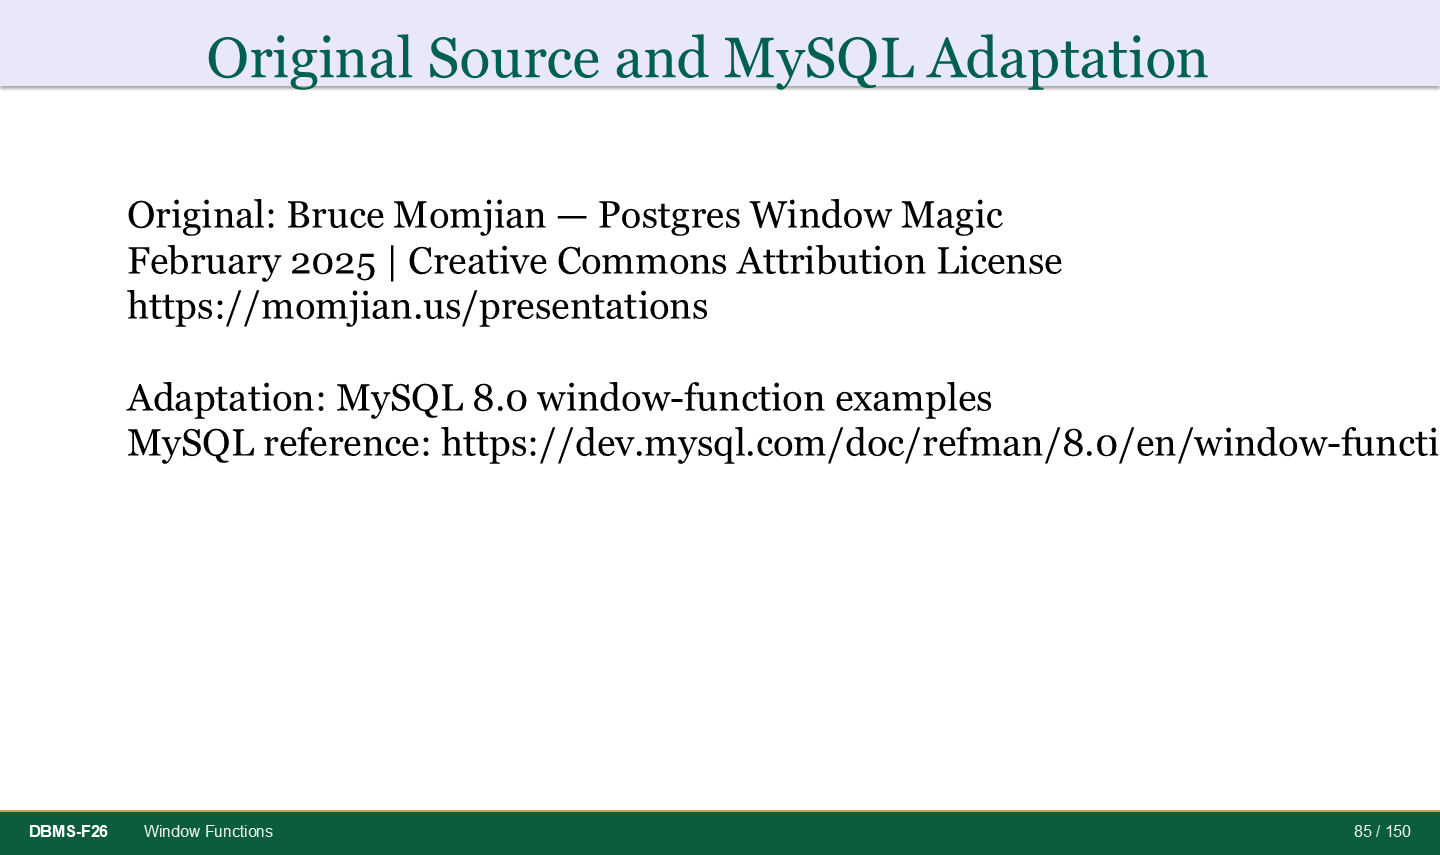 Original Source and MySQL Adaptation
Original: Bruce Momjian — Postgres Window Magic
February 2025 | Creative Commons Attribution License
https://momjian.us/presentations
Adaptation: MySQL 8.0 window-function examples
MySQL reference: https://dev.mysql.com/doc/refman/8.0/en/window-functi
DBMS-F26 Window Functions 85 / 150